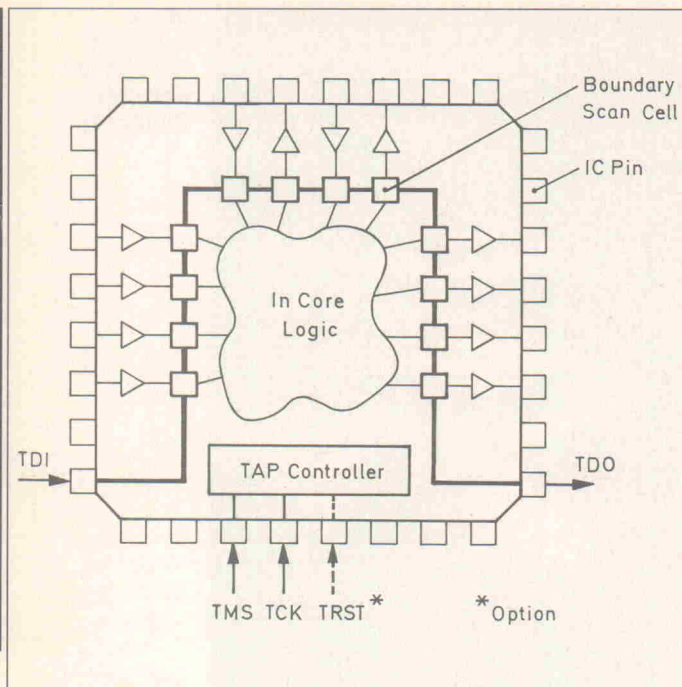 Boundary
Scan Cell
IC Pin
In Core
Logic
TDI
TAP Controller
TDO
TMS TCK TRST *
*Option